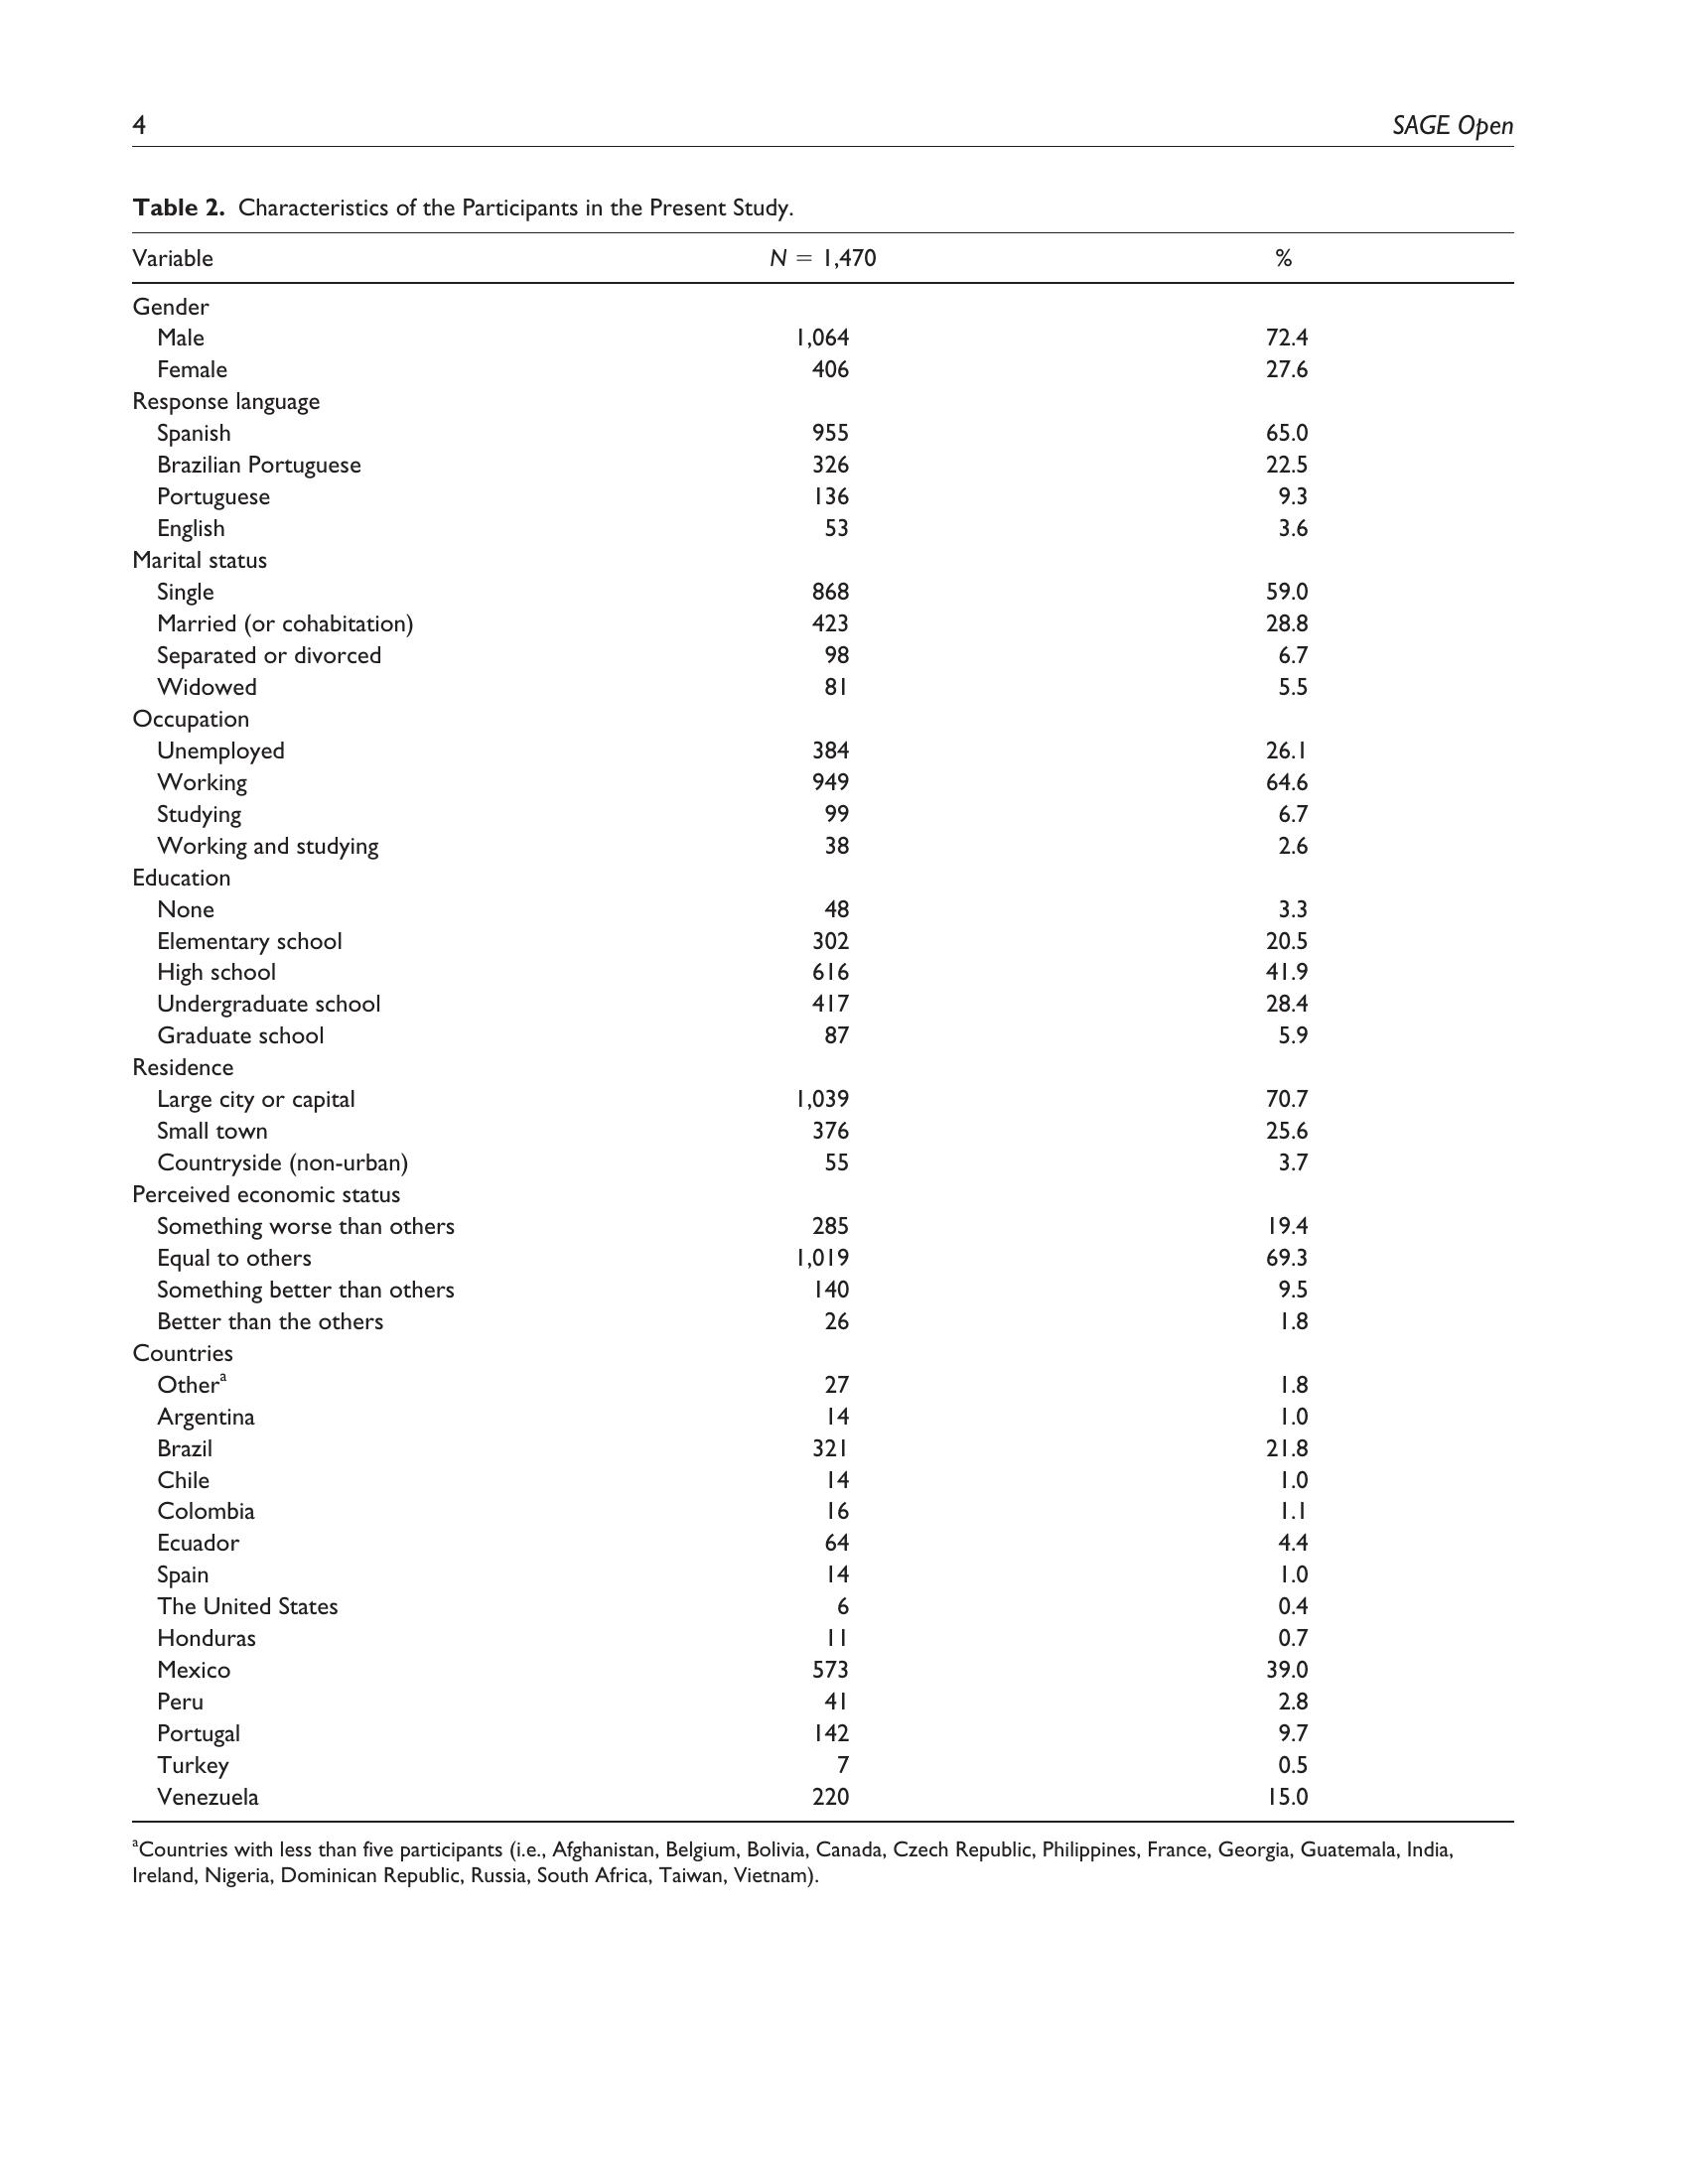 4 SAGE Open
Table 2. Characteristics of the Participants in the Present Study.
Variable N = 1,470 %
Gender
Male 1,064 72.4
Female 406 27.6
Response language
Spanish 955 65.0
Brazilian Portuguese 326 22.5
Portuguese 136 9.3
English 53 3.6
Marital status
Single 868 59.0
Married (or cohabitation) 423 28.8
Separated or divorced 98 6.7
Widowed 81 5.5
Occupation
Unemployed 384 26.1
Working 949 64.6
Studying 99 6.7
Working and studying 38 2.6
Education
None 48 3.3
Elementary school 302 20.5
High school 616 41.9
Undergraduate school 417 28.4
Graduate school 87 5.9
Residence
Large city or capital 1,039 70.7
Small town 376 25.6
Countryside (non-urban) 55 3.7
Perceived economic status
Something worse than others 285 19.4
Equal to others 1,019 69.3
Something better than others 140 9.5
Better than the others 26 1.8
Countries
Otherᵃ 27 1.8
Argentina 14 1.0
Brazil 321 21.8
Chile 14 1.0
Colombia 16 1.1
Ecuador 64 4.4
Spain 14 1.0
The United States 6 0.4
Honduras 11 0.7
Mexico 573 39.0
Peru 41 2.8
Portugal 142 9.7
Turkey 7 0.5
Venezuela 220 15.0
ᵃCountries with less than five participants (i.e., Afghanistan, Belgium, Bolivia, Canada, Czech Republic, Philippines, France, Georgia, Guatemala, India,
Ireland, Nigeria, Dominican Republic, Russia, South Africa, Taiwan, Vietnam).